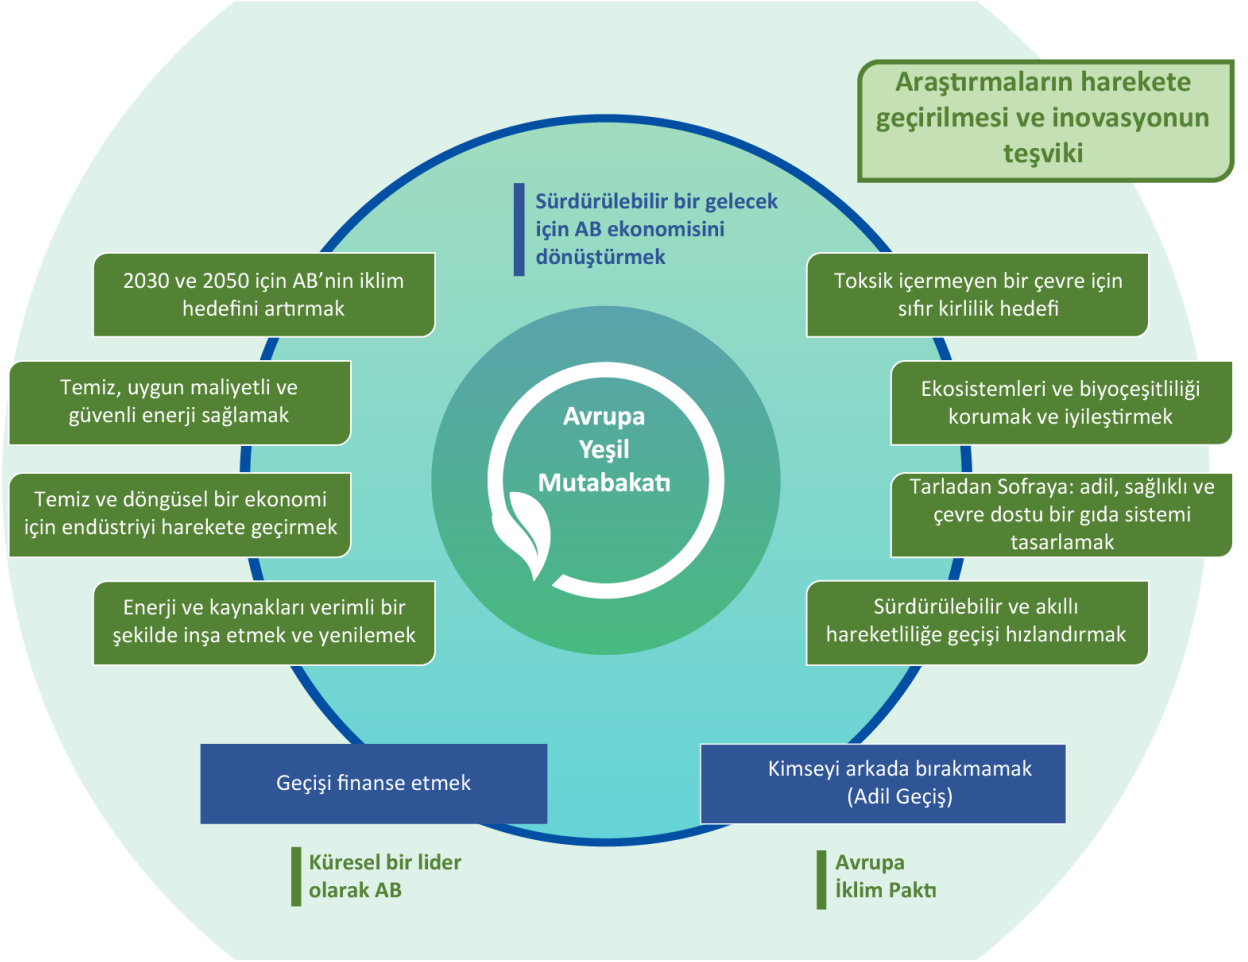 Araştırmaların harekete
geçirilmesi ve inovasyonun
teşviki
Sürdürülebilir bir gelecek
için AB ekonomisini
dönüştürmek
2030 ve 2050 için AB’nin iklim
hedefini artırmak
Temiz, uygun maliyetli ve
güvenli enerji sağlamak
Temiz ve döngüsel bir ekonomi
için endüstriyi harekete geçirmek
Enerji ve kaynakları verimli bir
şekilde inşa etmek ve yenilemek
Avrupa
Yeşil
Mutabakatı
Toksik içermeyen bir çevre için
sıfır kirlilik hedefi
Ekosistemleri ve biyoçeşitliliği
korumak ve iyileştirmek
Tarladan Sofraya: adil, sağlıklı ve
çevre dostu bir gıda sistemi
tasarlamak
Sürdürülebilir ve akıllı
hareketliliğe geçişi hızlandırmak
Geçişi finanse etmek
Kimseyi arkada bırakmamak
(Adil Geçiş)
Küresel bir lider
olarak AB
Avrupa
İklim Paktı